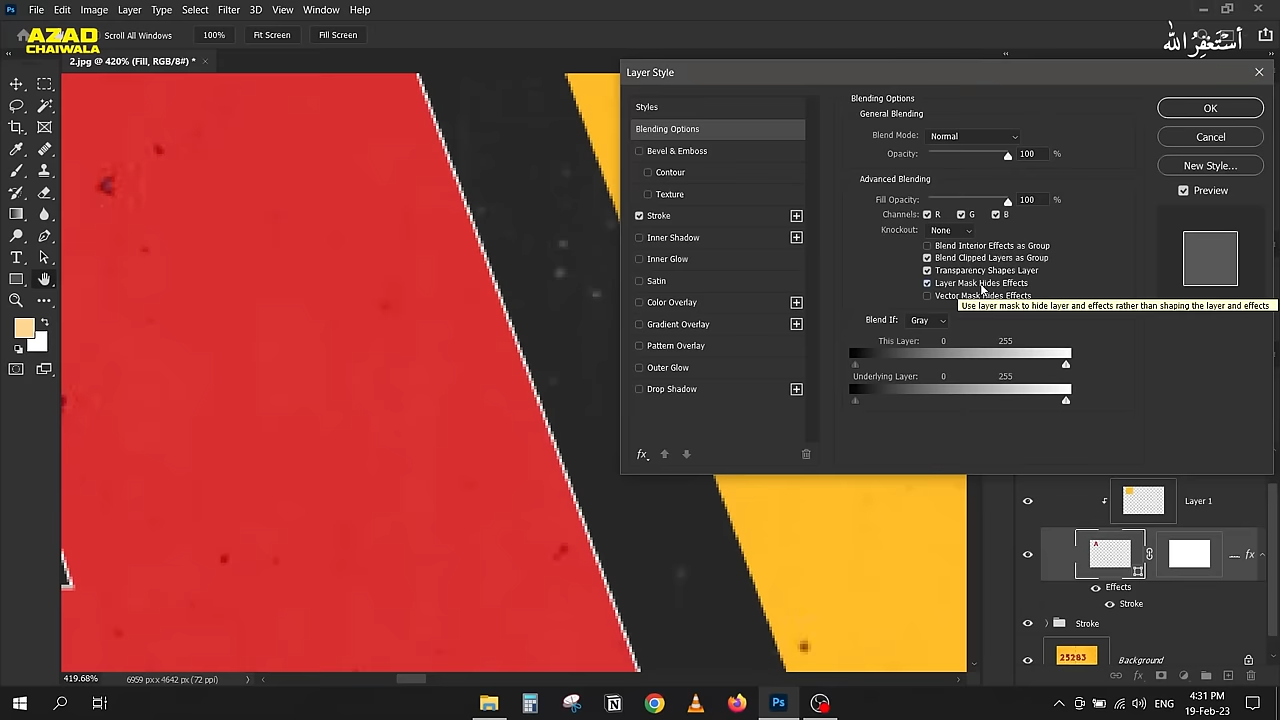 Ps File Edit Image Layer Type Select Filter 3D View Window Help
AZAD
CHAIWALA
Scroll All Windows 100% Fit Screen Fill Screen
أستغفر الله
2.jpg @ 420% (Fill, RGB/8#) * ×
Layer Style
Styles
Blending Options
Bevel & Emboss
Contour
Texture
Stroke
Inner Shadow
Inner Glow
Satin
Color Overlay
Gradient Overlay
Pattern Overlay
Outer Glow
Drop Shadow
fx
Blending Options
General Blending
Blend Mode: Normal
Opacity: 100 %
Advanced Blending
Fill Opacity: 100 %
Channels: R G B
Knockout: None
Blend Interior Effects as Group
Blend Clipped Layers as Group
Transparency Shapes Layer
Layer Mask Hides Effects
Vector Mask Hides Effects
Use layer mask to hide layer and effects rather than shaping the layer and effects
Blend If: Gray
This Layer: 0 255
Underlying Layer: 0 255
OK
Cancel
New Style...
Preview
Layer 1
A
fx
Effects
Stroke
Stroke
25283 Background
fx
419.68% 6959 px x 4642 px (72 ppi)
Ps
ENG
4:31 PM
19-Feb-23